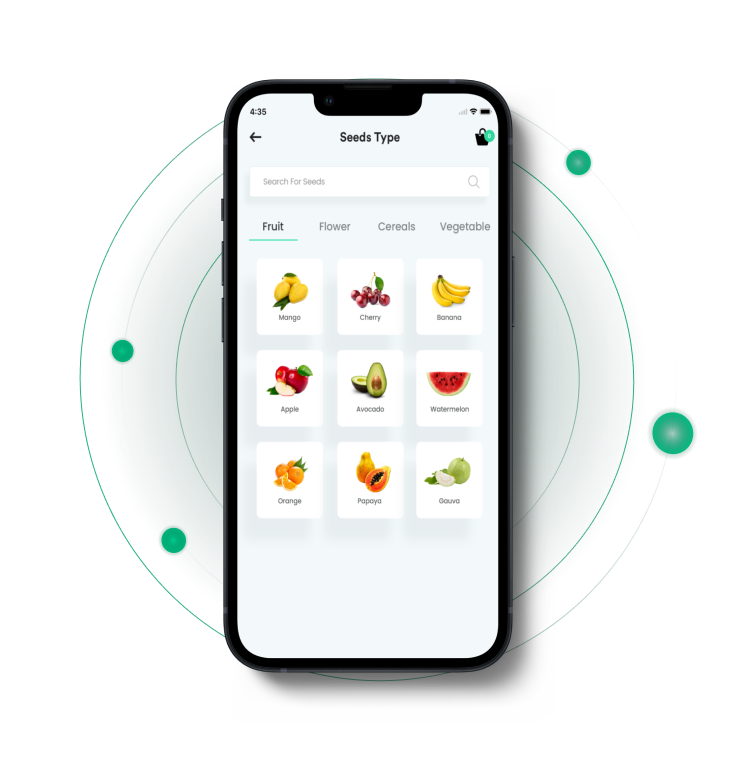 4:35
Seeds Type
0
Search For Seeds
Fruit Flower Cereals Vegetable
Mango Cherry Banana
Apple Avocado Watermelon
Orange Papaya Gauva